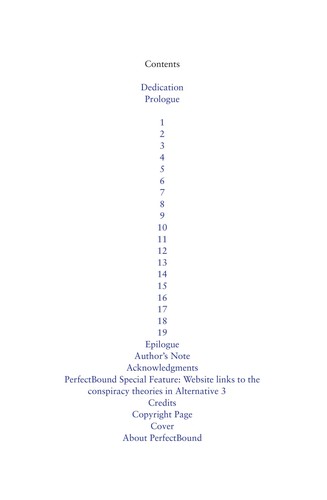 Contents
Dedication
Prologue
1
2
3
4
5
6
7
8
9
10
11
12
13
14
15
16
17
18
19
Epilogue
Author's Note
Acknowledgments
PerfectBound Special Feature: Website links to the
conspiracy theories in Alternative 3
Credits
Copyright Page
Cover
About PerfectBound